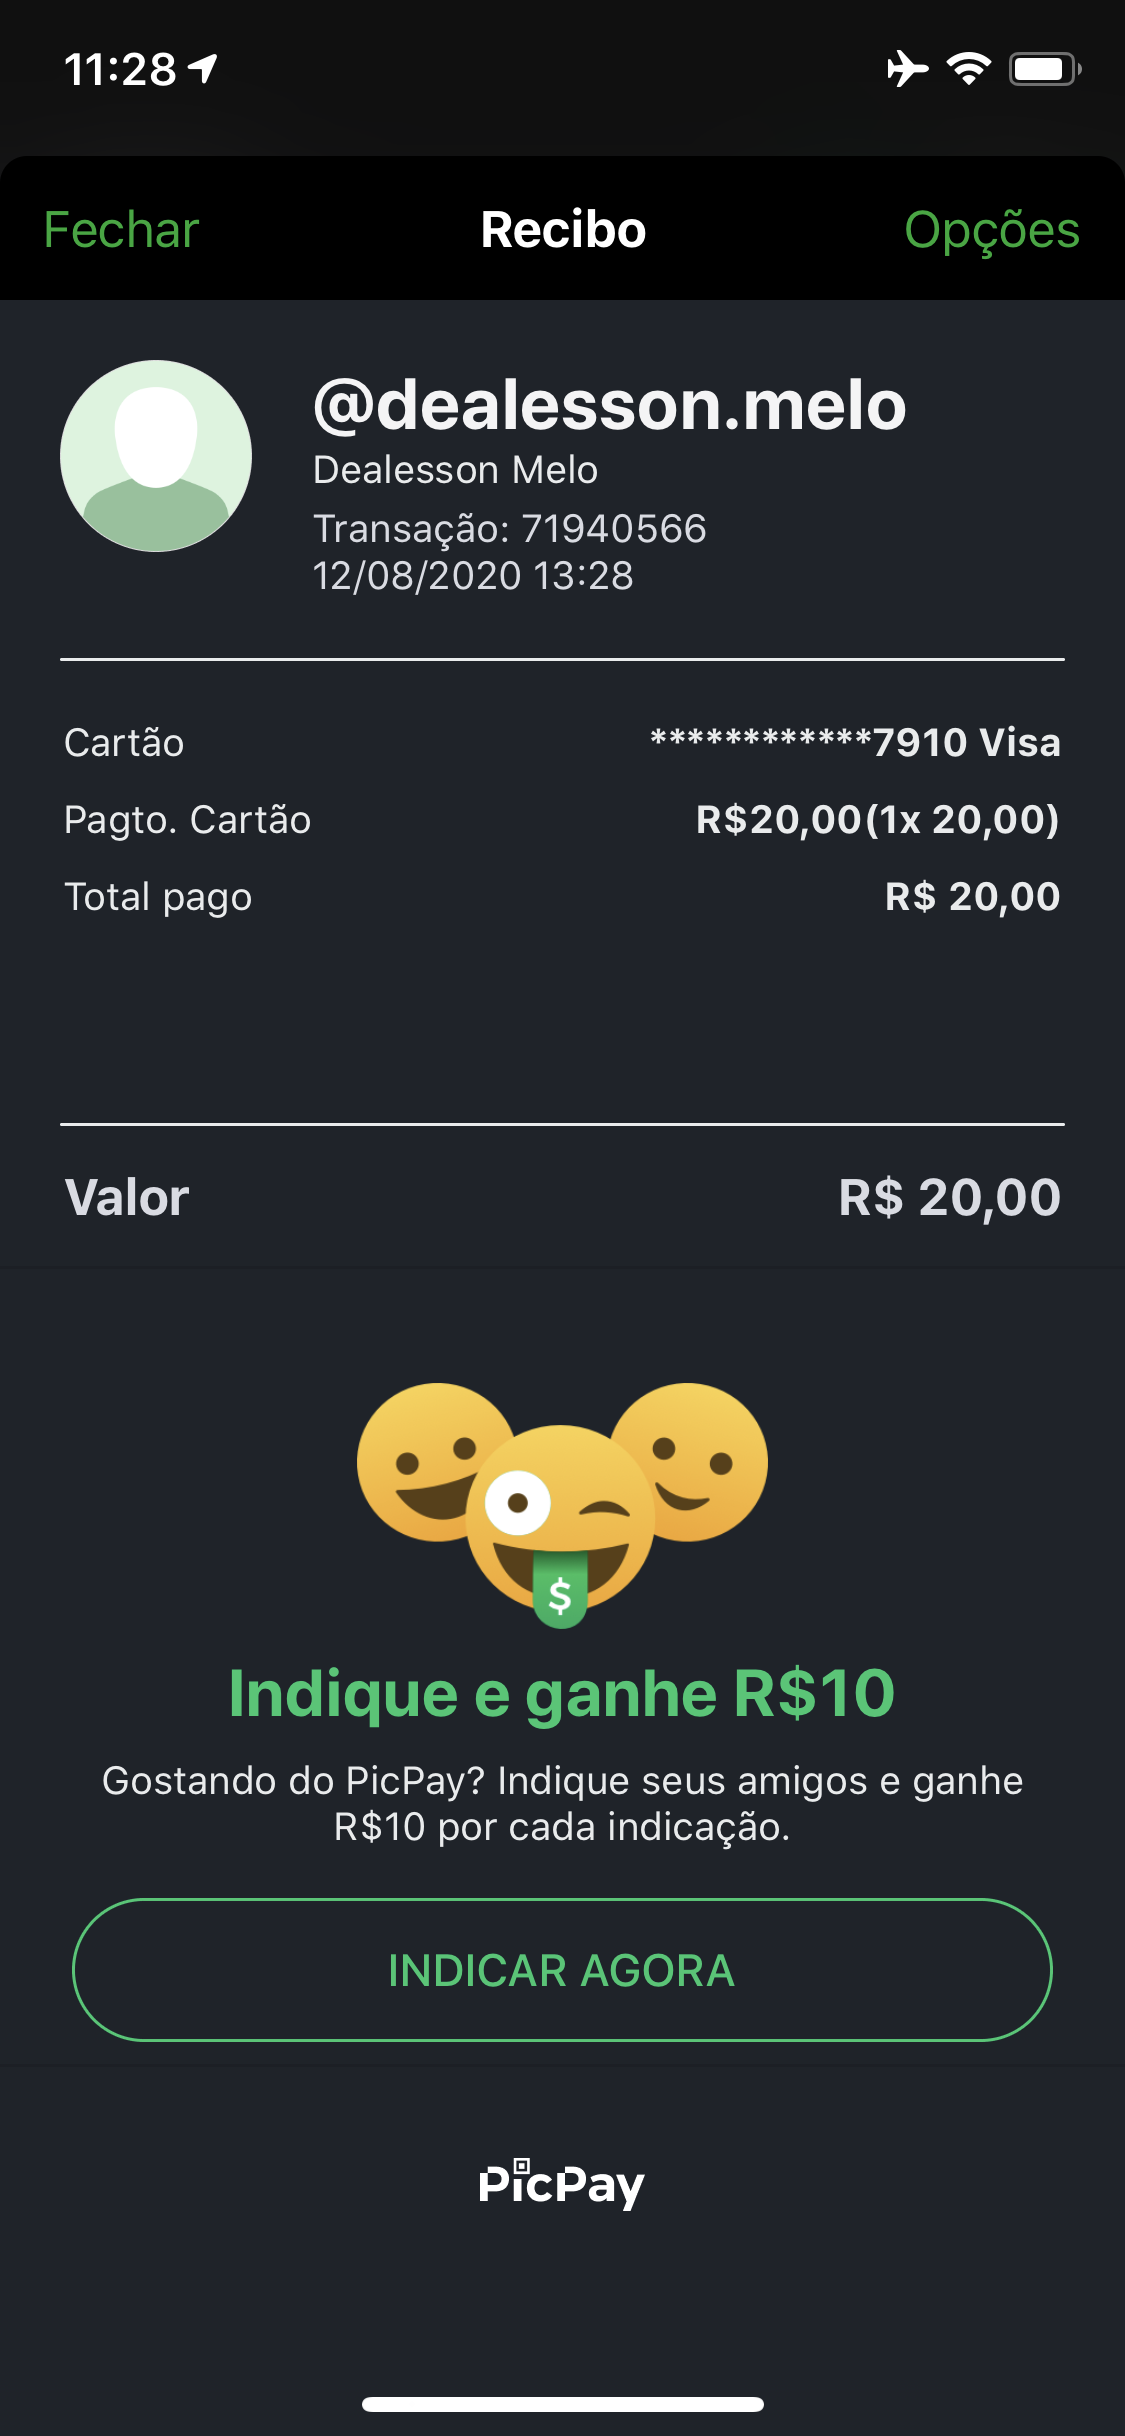 11:28
Fechar Recibo Opções
@dealesson.melo
Dealesson Melo
Transação: 71940566
12/08/2020 13:28
Cartão ************7910 Visa
Pagto. Cartão R$20,00(1x 20,00)
Total pago R$ 20,00
Valor R$ 20,00
$
Indique e ganhe R$10
Gostando do PicPay? Indique seus amigos e ganhe
R$10 por cada indicação.
INDICAR AGORA
PicPay